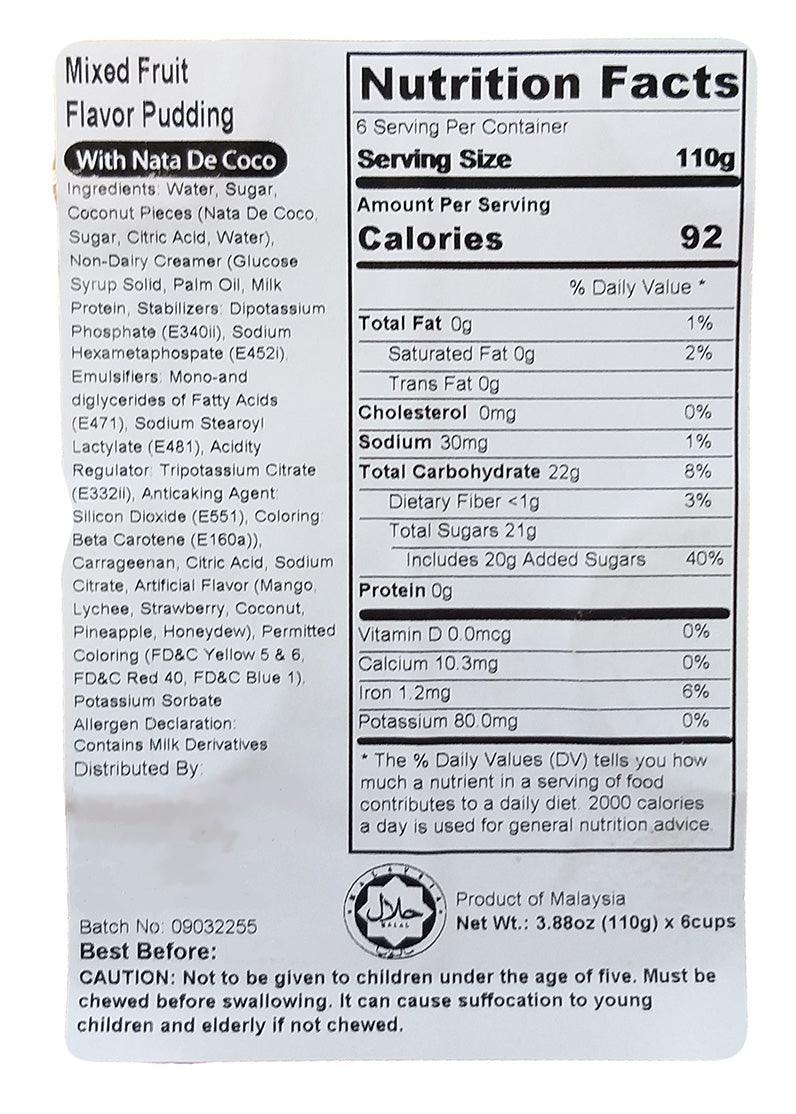 Mixed Fruit
Flavor Pudding
With Nata De Coco
Ingredients: Water, Sugar,
Coconut Pieces (Nata De Coco,
Sugar, Citric Acid, Water),
Non-Dairy Creamer (Glucose
Syrup Solid, Palm Oil, Milk
Protein, Stabilizers: Dipotassium
Phosphate (E340ii), Sodium
Hexametaphospate (E452i),
Emulsifiers: Mono-and
diglycerides of Fatty Acids
(E471), Sodium Stearoyl
Lactylate (E481), Acidity
Regulator: Tripotassium Citrate
(E332ii), Anticaking Agent:
Silicon Dioxide (E551), Coloring:
Beta Carotene (E160a)),
Carrageenan, Citric Acid, Sodium
Citrate, Artificial Flavor (Mango,
Lychee, Strawberry, Coconut,
Pineapple, Honeydew), Permitted
Coloring (FD&C Yellow 5 & 6,
FD&C Red 40, FD&C Blue 1),
Potassium Sorbate
Allergen Declaration:
Contains Milk Derivatives
Distributed By:
Nutrition Facts
6 Serving Per Container
Serving Size 110g
Amount Per Serving
Calories 92
% Daily Value *
Total Fat 0g 1%
Saturated Fat 0g 2%
Trans Fat 0g
Cholesterol 0mg 0%
Sodium 30mg 1%
Total Carbohydrate 22g 8%
Dietary Fiber <1g 3%
Total Sugars 21g
Includes 20g Added Sugars 40%
Protein 0g
Vitamin D 0.0mcg 0%
Calcium 10.3mg 0%
Iron 1.2mg 6%
Potassium 80.0mg 0%
* The % Daily Values (DV) tells you how
much a nutrient in a serving of food
contributes to a daily diet. 2000 calories
a day is used for general nutrition advice.
MALAYSIA
حلال
HALAL
Product of Malaysia
Net Wt.: 3.88oz (110g) x 6cups
Batch No: 09032255
Best Before:
CAUTION: Not to be given to children under the age of five. Must be
chewed before swallowing. It can cause suffocation to young
children and elderly if not chewed.